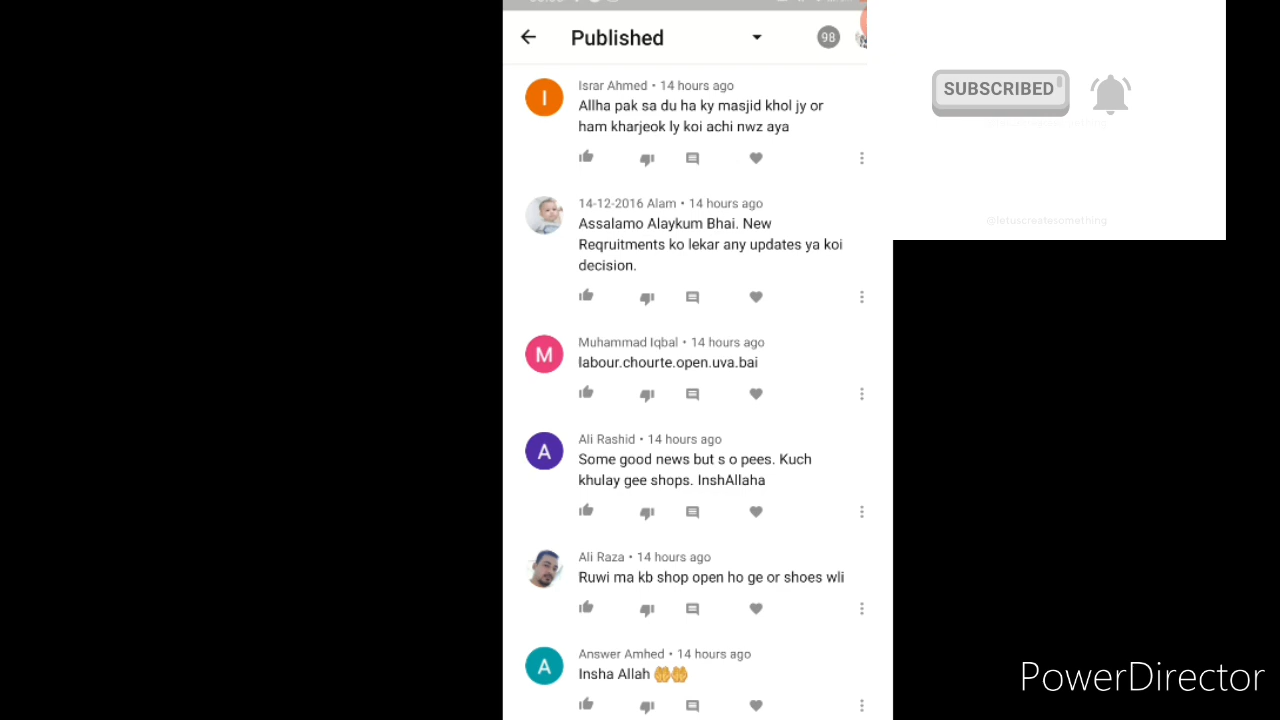 Published
98
Israr Ahmed • 14 hours ago
Allha pak sa du ha ky masjid khol jy or
ham kharjeok ly koi achi nwz aya
14-12-2016 Alam • 14 hours ago
Assalamo Alaykum Bhai. New
Reqruitments ko lekar any updates ya koi
decision.
Muhammad Iqbal • 14 hours ago
labour.chourte.open.uva.bai
Ali Rashid • 14 hours ago
Some good news but s o pees. Kuch
khulay gee shops. InshAllaha
Ali Raza • 14 hours ago
Ruwi ma kb shop open ho ge or shoes wli
Answer Amhed • 14 hours ago
Insha Allah 🤲🤲
SUBSCRIBED
@letuscreatesomething
PowerDirector